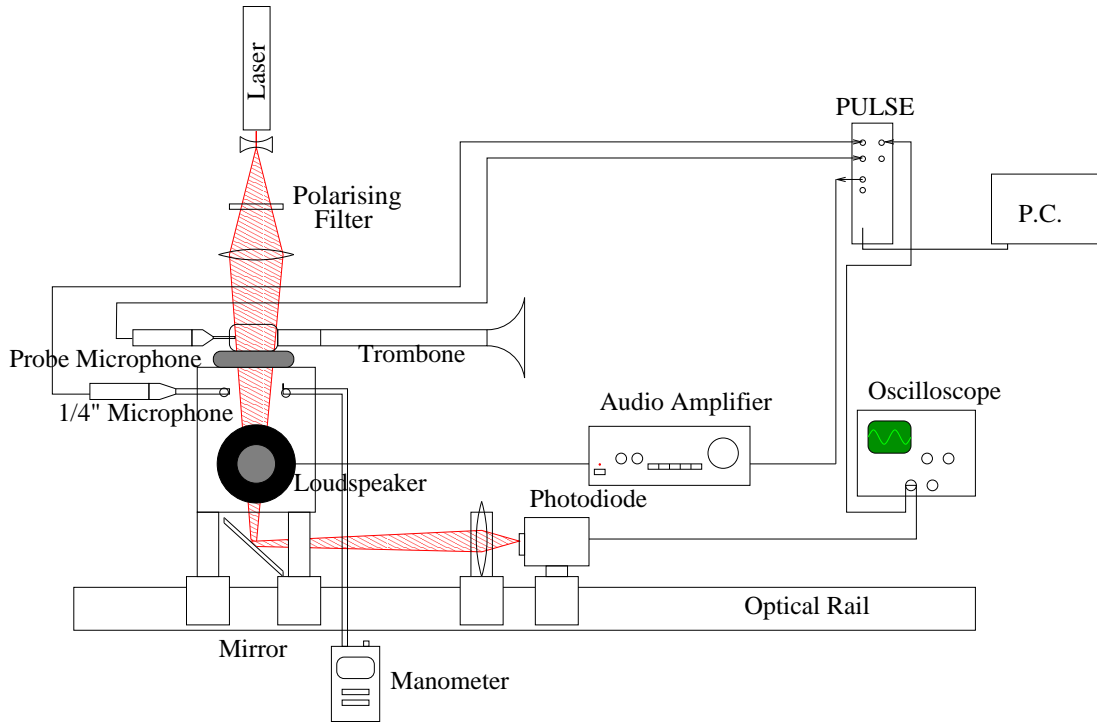 Laser
PULSE
Polarising
Filter
P.C.
Probe Microphone
Trombone
1/4" Microphone
Audio Amplifier
Oscilloscope
Loudspeaker
Photodiode
Optical Rail
Mirror
Manometer